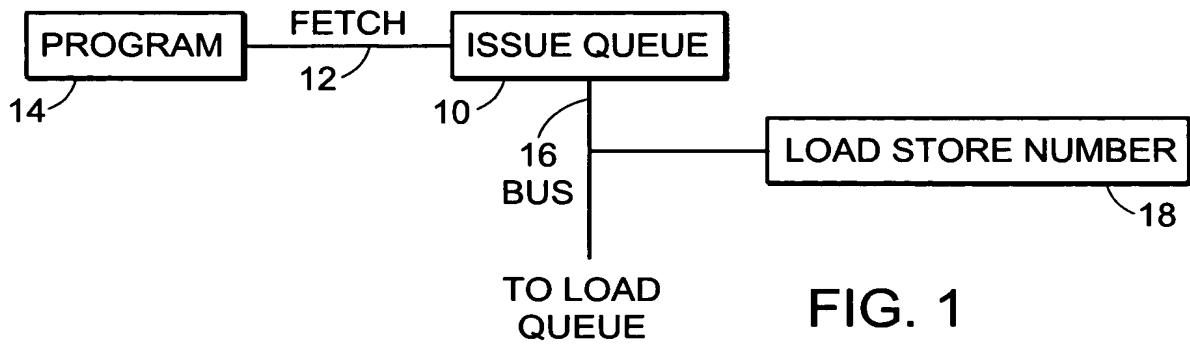 PROGRAM
14
FETCH
12
ISSUE QUEUE
10
16
BUS
LOAD STORE NUMBER
18
TO LOAD
QUEUE
FIG. 1